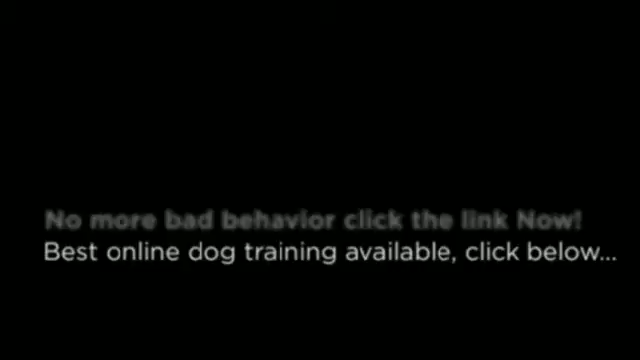 No more bad behavior click the link Now!
Best online dog training available, click below...